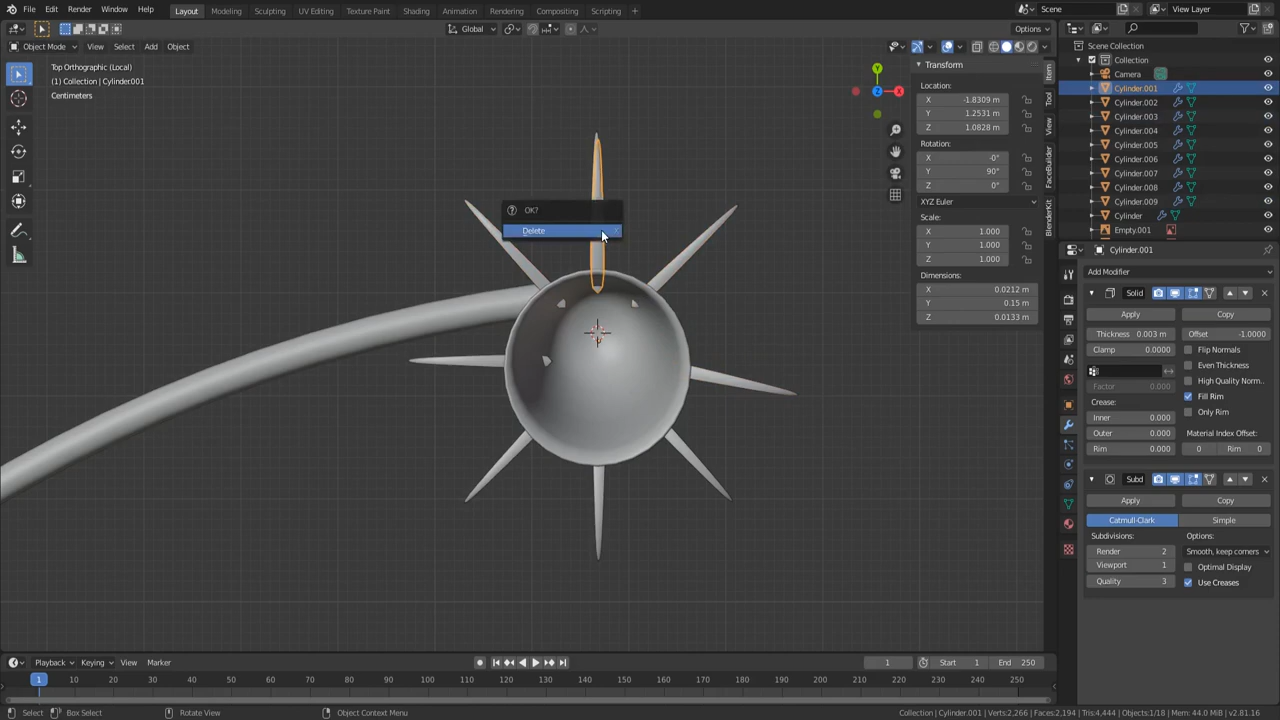 File Edit Render Window Help Layout Modeling Sculpting UV Editing Texture Paint Shading Animation Rendering Compositing Scripting + Scene View Layer
Global Options
Object Mode View Select Add Object
Top Orthographic (Local)
(1) Collection | Cylinder.001
Centimeters
Y
X
Z
OK?
Delete
Transform
Location:
X -1.8309 m
Y 1.2531 m
Z 1.0828 m
Rotation:
X -0°
Y 90°
Z 0°
XYZ Euler
Scale:
X 1.000
Y 1.000
Z 1.000
Dimensions:
X 0.0212 m
Y 0.15 m
Z 0.0133 m
Item
Tool
View
FaceBuilder
BlenderKit
Scene Collection
Collection
Camera
Cylinder.001
Cylinder.002
Cylinder.003
Cylinder.004
Cylinder.005
Cylinder.006
Cylinder.007
Cylinder.008
Cylinder.009
Cylinder
Empty.001
Cylinder.001
Add Modifier
Solid
Apply Copy
Thickness 0.003 m Offset -1.0000
Clamp 0.0000 Flip Normals
Even Thickness
Factor 0.000 High Quality Norm..
Crease: Fill Rim
Inner 0.000 Only Rim
Outer 0.000 Material Index Offset:
Rim 0.000 0 Rim 0
Subd
Apply Copy
Catmull-Clark Simple
Subdivisions: Options:
Render 2 Smooth, keep corners
Viewport 1 Optimal Display
Quality 3 Use Creases
Playback Keying View Marker 1 Start 1 End 250
1 10 20 30 40 50 60 70 80 90 100 110 120 130 140 150 160 170 180 190 200 210 220 230 240 250
Select Box Select Rotate View Object Context Menu Collection | Cylinder.001 | Verts:2,266 | Faces:2,194 | Tris:4,444 | Objects:1/18 | Mem: 44.0 MiB | v2.81.16